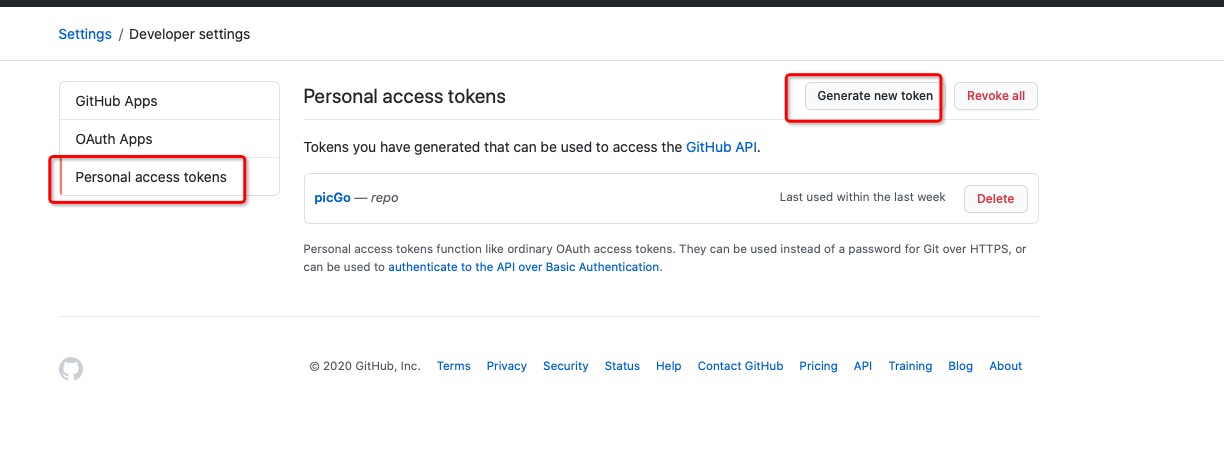 Settings / Developer settings
GitHub Apps
OAuth Apps
Personal access tokens
Personal access tokens
Generate new token
Revoke all
Tokens you have generated that can be used to access the GitHub API.
picGo — repo
Last used within the last week
Delete
Personal access tokens function like ordinary OAuth access tokens. They can be used instead of a password for Git over HTTPS, or
can be used to authenticate to the API over Basic Authentication.
© 2020 GitHub, Inc. Terms Privacy Security Status Help Contact GitHub Pricing API Training Blog About